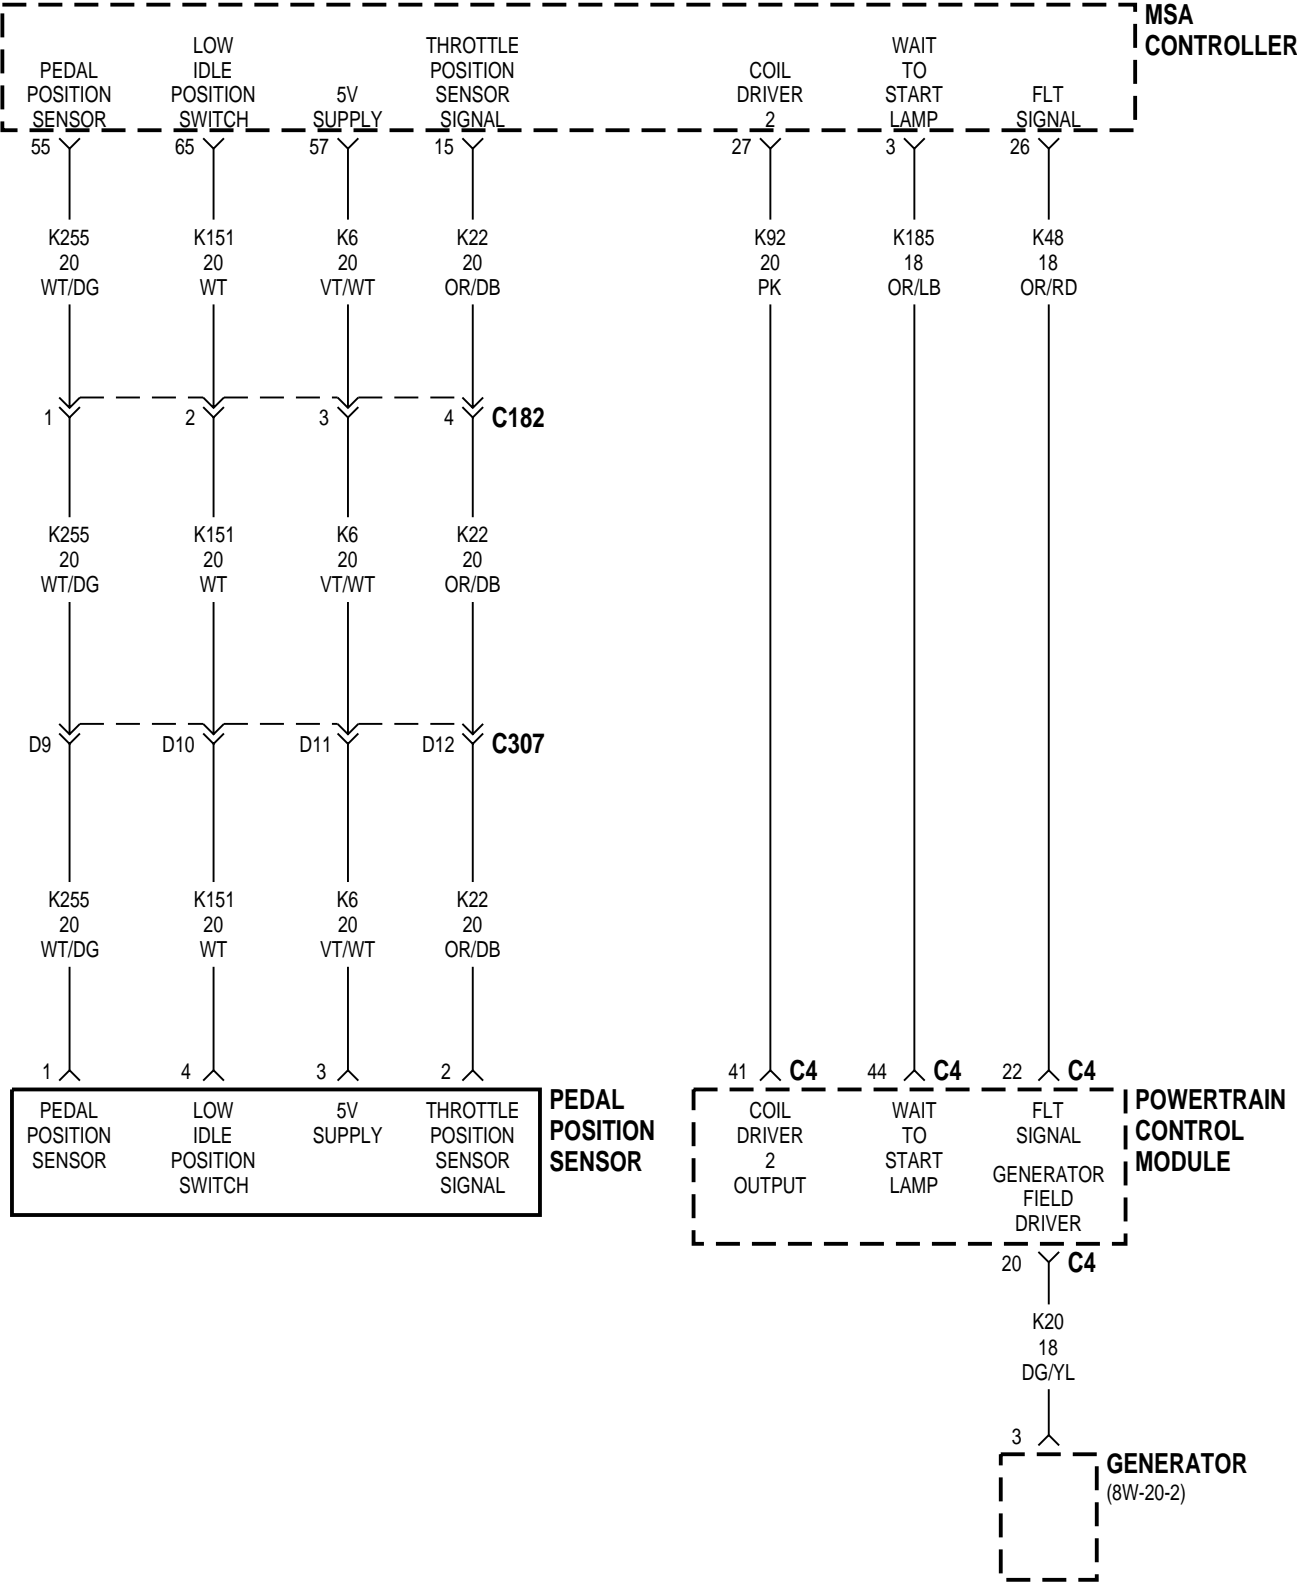 MSA
CONTROLLER
PEDAL
POSITION
SENSOR
LOW
IDLE
POSITION
SWITCH
5V
SUPPLY
THROTTLE
POSITION
SENSOR
SIGNAL
COIL
DRIVER
2
WAIT
TO
START
LAMP
FLT
SIGNAL
55 65 57 15 27 3 26
K255 K151 K6 K22 K92 K185 K48
20 20 20 20 20 18 18
WT/DG WT VT/WT OR/DB PK OR/LB OR/RD
1 2 3 4 C182
K255 K151 K6 K22
20 20 20 20
WT/DG WT VT/WT OR/DB
D9 D10 D11 D12 C307
K255 K151 K6 K22
20 20 20 20
WT/DG WT VT/WT OR/DB
1 4 3 2 41 C4 44 C4 22 C4
PEDAL
POSITION
SENSOR
LOW
IDLE
POSITION
SWITCH
5V
SUPPLY
THROTTLE
POSITION
SENSOR
SIGNAL
PEDAL
POSITION
SENSOR
COIL
DRIVER
2
OUTPUT
WAIT
TO
START
LAMP
FLT
SIGNAL
GENERATOR
FIELD
DRIVER
POWERTRAIN
CONTROL
MODULE
20 C4
K20
18
DG/YL
3
GENERATOR
(8W-20-2)